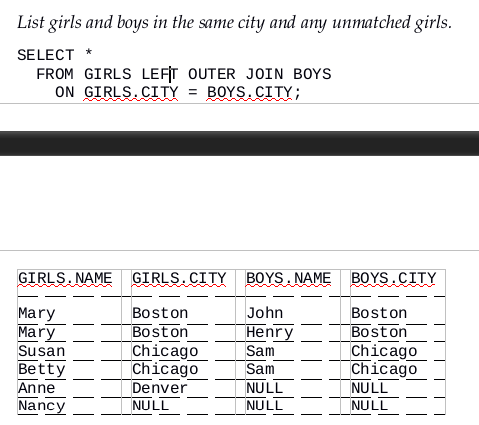 List girls and boys in the same city and any unmatched girls.
SELECT *
FROM GIRLS LEFT OUTER JOIN BOYS
ON GIRLS.CITY = BOYS.CITY;
GIRLS.NAME GIRLS.CITY BOYS.NAME BOYS.CITY
Mary Boston John Boston
Mary Boston Henry Boston
Susan Chicago Sam Chicago
Betty Chicago Sam Chicago
Anne Denver NULL NULL
Nancy NULL NULL NULL